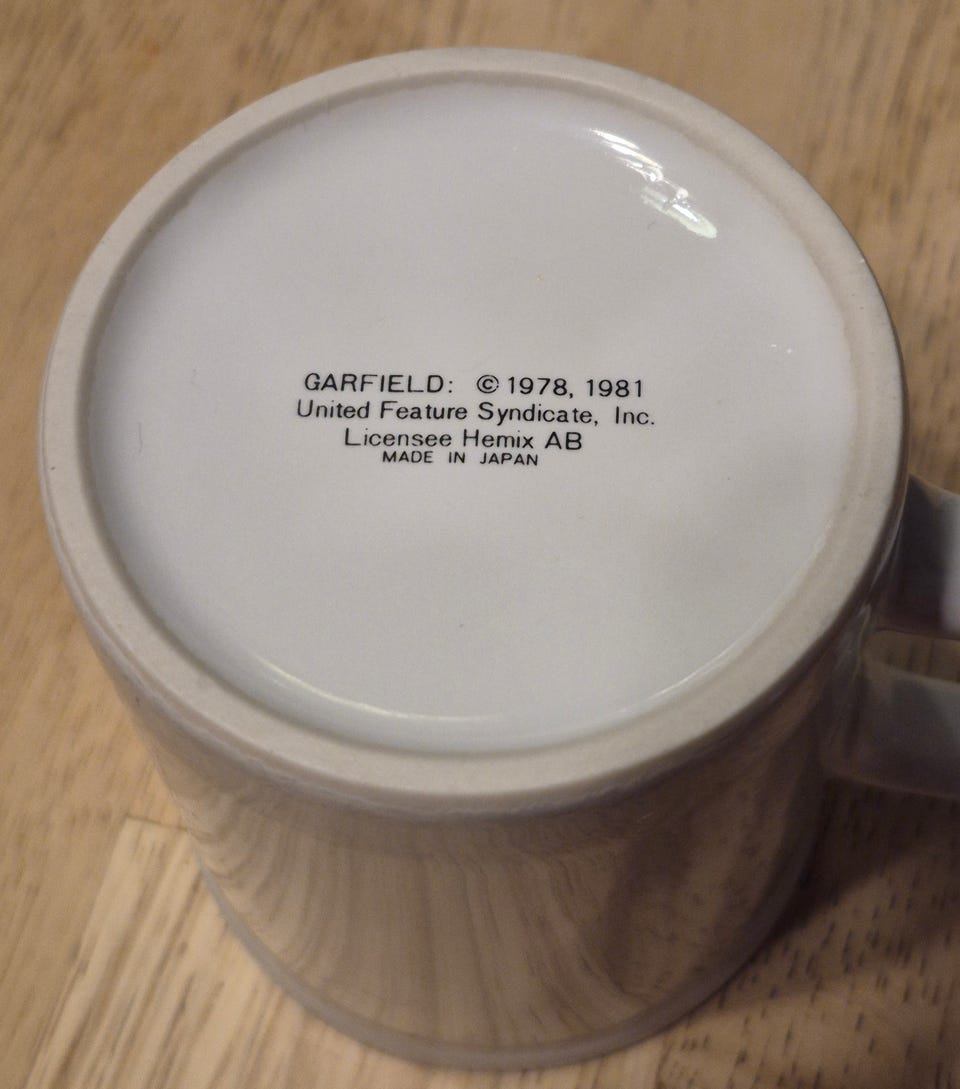 GARFIELD: © 1978, 1981
United Feature Syndicate, Inc.
Licensee Hemix AB
MADE IN JAPAN